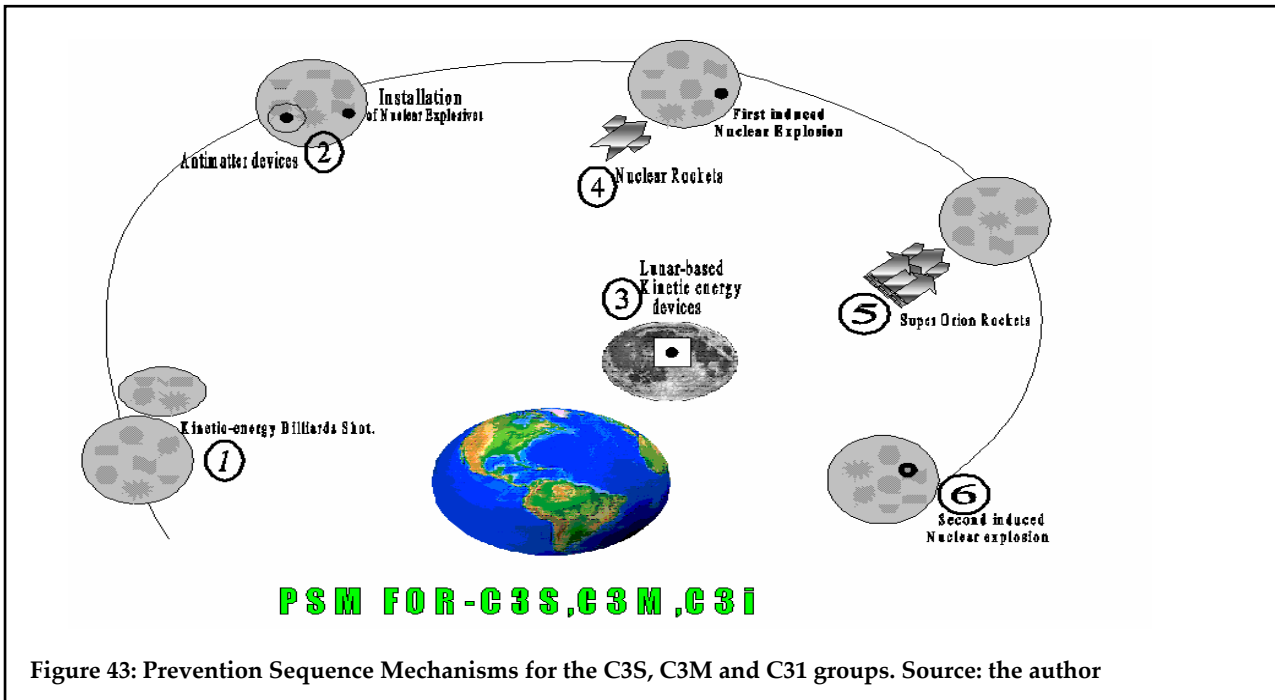 Installation
of Nuclear Explosives
Antimatter devices
2
First induced
Nuclear Explosion
4
Nuclear Rockets
Lunar-based
Kinetic energy
devices
3
5
Super Orion Rockets
Kinetic-energy Billiards Shot.
1
6
Second induced
Nuclear explosion
PSM FOR-C3S,C3M,C3i
Figure 43: Prevention Sequence Mechanisms for the C3S, C3M and C31 groups. Source: the author